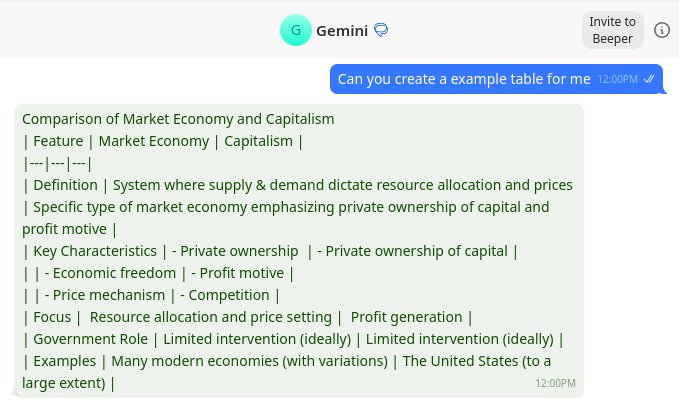 G Gemini
Invite to
Beeper
Can you create a example table for me 12:00PM
Comparison of Market Economy and Capitalism
| Feature | Market Economy | Capitalism |
|---|---|---|
| Definition | System where supply & demand dictate resource allocation and prices
| Specific type of market economy emphasizing private ownership of capital and
profit motive |
| Key Characteristics | - Private ownership  | - Private ownership of capital |
| | - Economic freedom | - Profit motive |
| | - Price mechanism | - Competition |
| Focus |  Resource allocation and price setting |  Profit generation |
| Government Role | Limited intervention (ideally) | Limited intervention (ideally) |
| Examples | Many modern economies (with variations) | The United States (to a
large extent) | 12:00PM